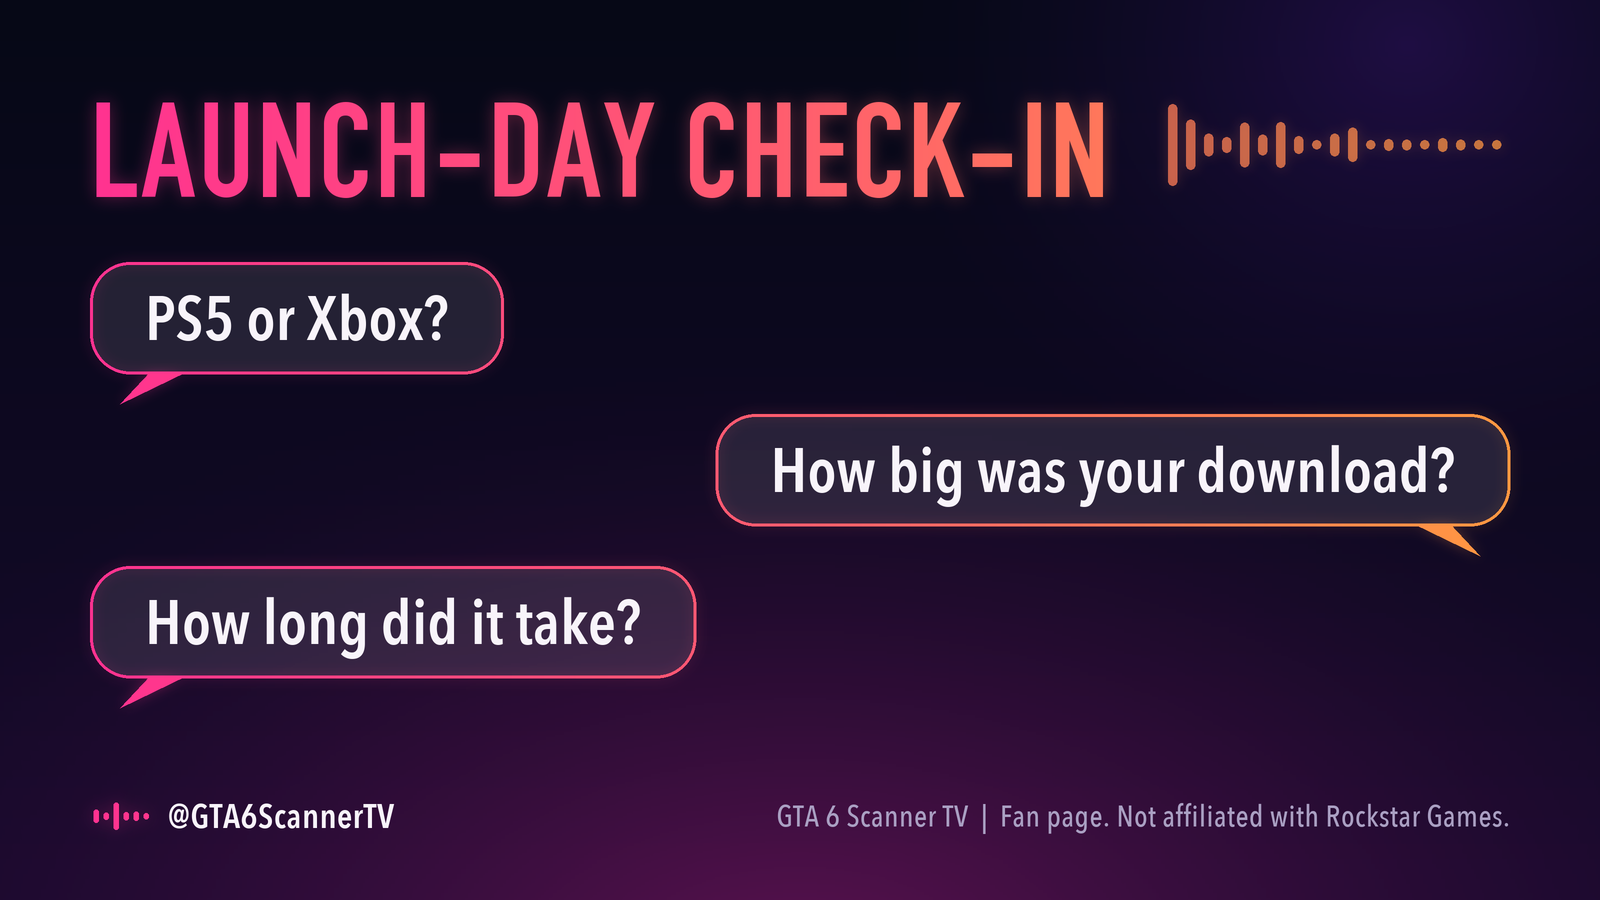 LAUNCH-DAY CHECK-IN
PS5 or Xbox?
How big was your download?
How long did it take?
@GTA6ScannerTV
GTA 6 Scanner TV | Fan page. Not affiliated with Rockstar Games.